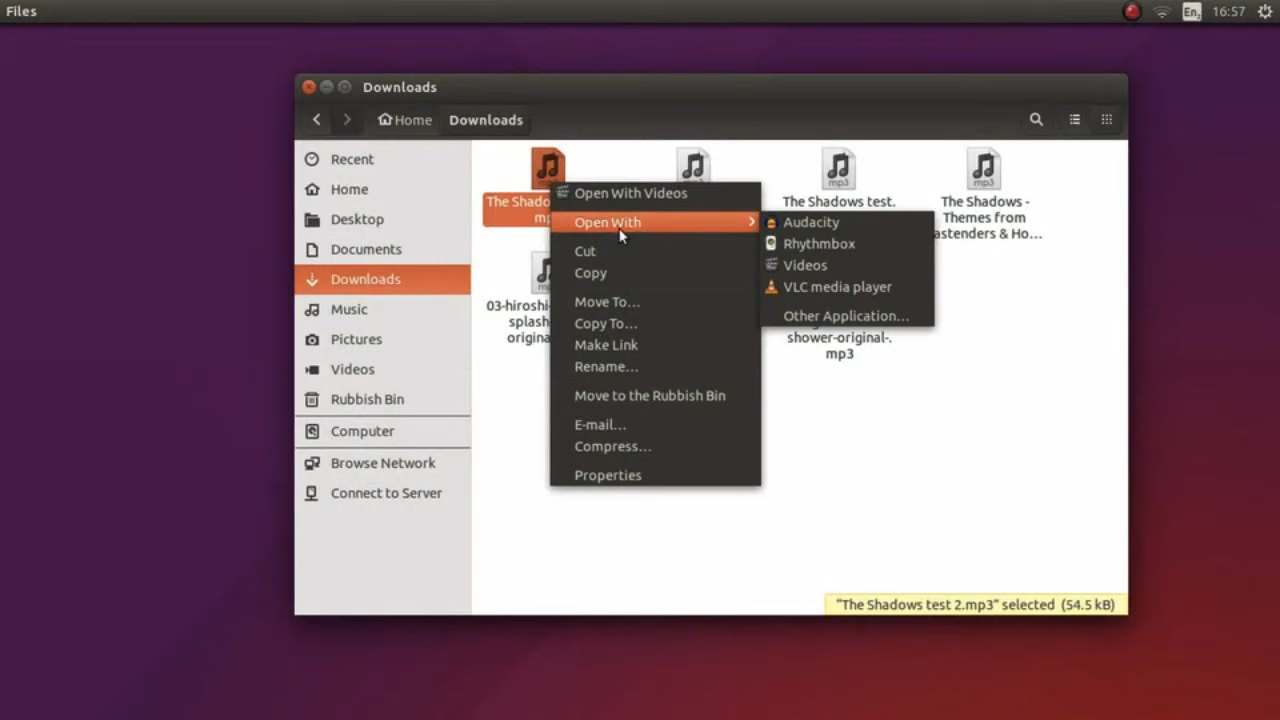 Files
En2
16:57
Downloads
Home
Downloads
Recent
Home
Desktop
Documents
Downloads
Music
Pictures
Videos
Rubbish Bin
Computer
Browse Network
Connect to Server
mp3
mp3
The Shadows test.
The Shadows -
Themes from
astenders & Ho...
03-hiroshi-
splash
origina
shower-original-.
mp3
Open With Videos
Open With
Cut
Copy
Move To...
Copy To...
Make Link
Rename...
Move to the Rubbish Bin
E-mail...
Compress...
Properties
Audacity
Rhythmbox
Videos
VLC media player
Other Application...
"The Shadows test 2.mp3" selected (54.5 kB)